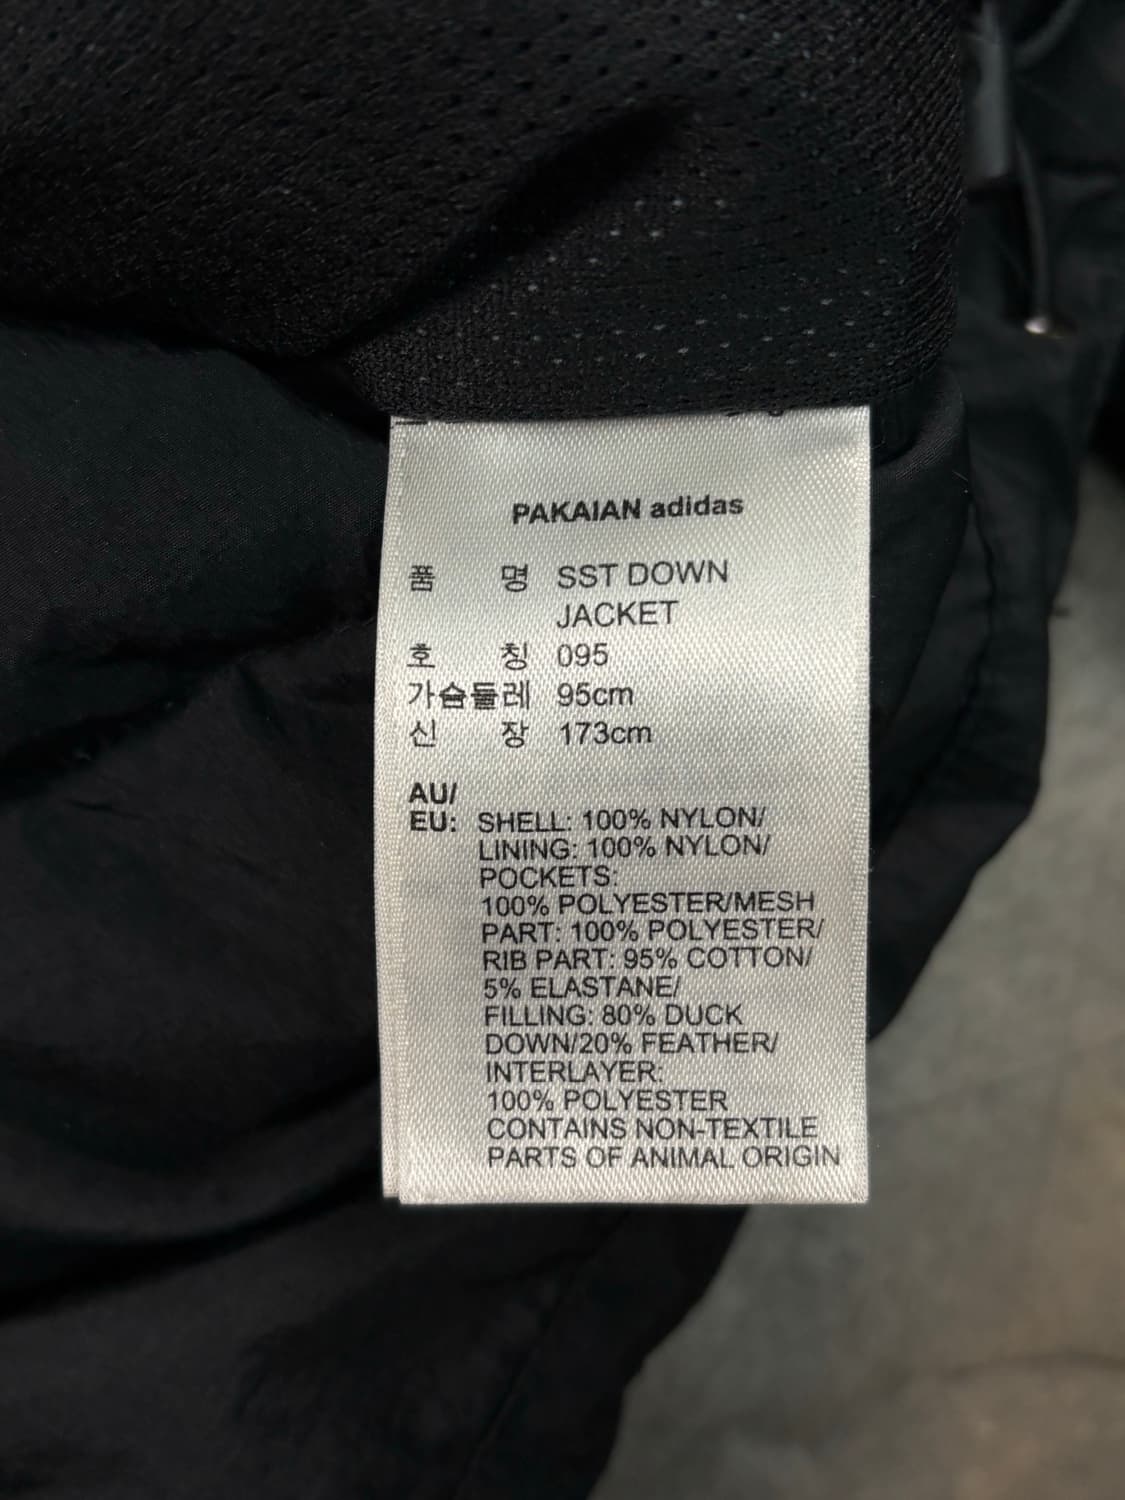 PAKAIAN adidas
품 명 SST DOWN
JACKET
호 칭 095
가슴둘레 95cm
신 장 173cm
AU/
EU: SHELL: 100% NYLON/
LINING: 100% NYLON/
POCKETS:
100% POLYESTER/MESH
PART: 100% POLYESTER/
RIB PART: 95% COTTON/
5% ELASTANE/
FILLING: 80% DUCK
DOWN/20% FEATHER/
INTERLAYER:
100% POLYESTER
CONTAINS NON-TEXTILE
PARTS OF ANIMAL ORIGIN